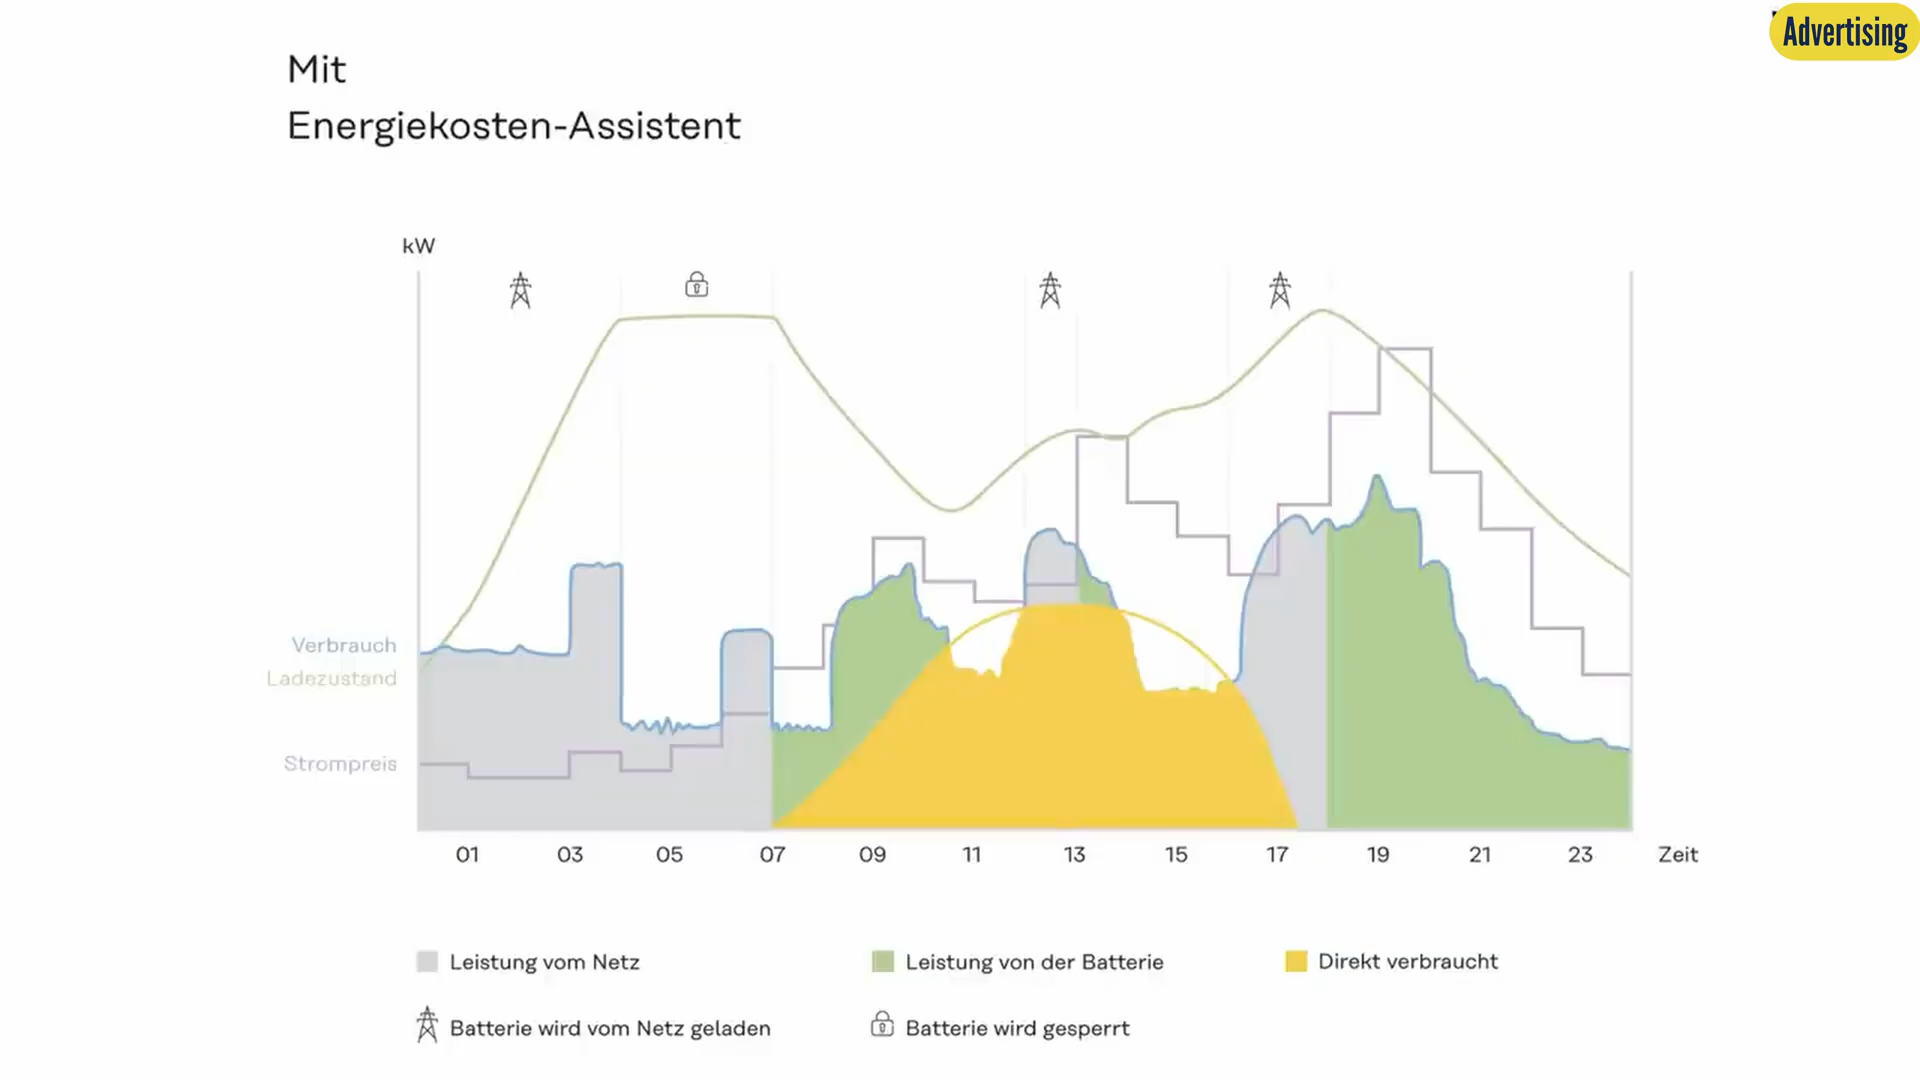 Advertising
Mit
Energiekosten-Assistent
kW
Verbrauch
Ladezustand
Strompreis
01 03 05 07 09 11 13 15 17 19 21 23 Zeit
Leistung vom Netz Leistung von der Batterie Direkt verbraucht
Batterie wird vom Netz geladen Batterie wird gesperrt